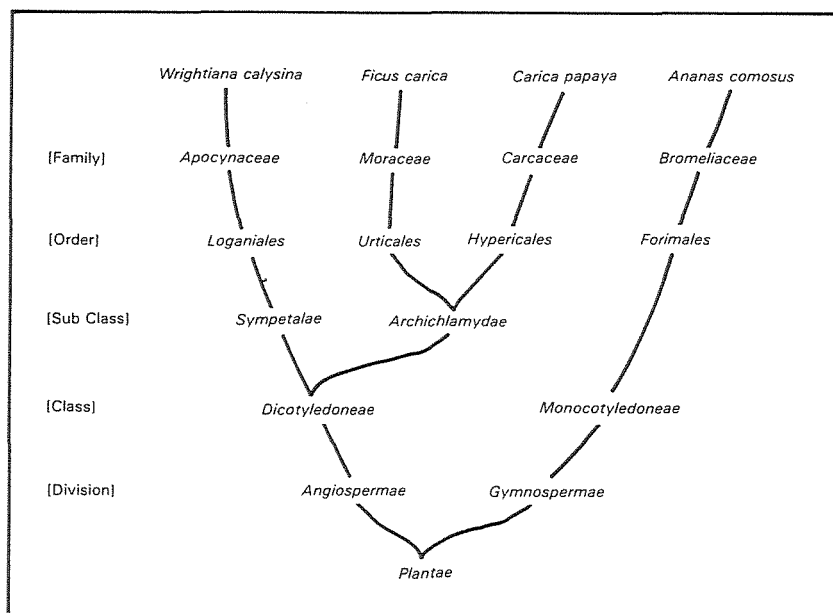 Wrightiana calysina Ficus carica Carica papaya Ananas comosus
[Family] Apocynaceae Moraceae Carcaceae Bromeliaceae
[Order] Loganiales Urticales Hypericales Forimales
[Sub Class] Sympetalae Archichlamydae
[Class] Dicotyledoneae Monocotyledoneae
[Division] Angiospermae Gymnospermae
Plantae